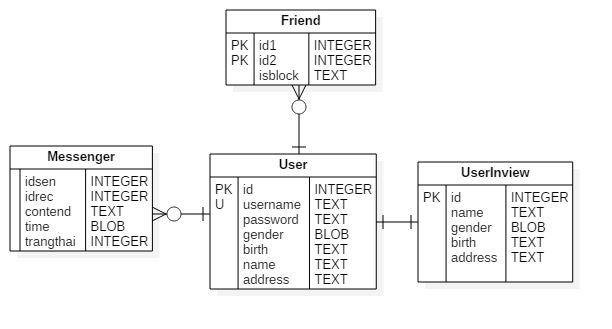 Friend
PK id1 INTEGER
PK id2 INTEGER
isblock TEXT
Messenger
idsen INTEGER
idrec INTEGER
contend TEXT
time BLOB
trangthai INTEGER
User
PK id INTEGER
U username TEXT
password TEXT
gender BLOB
birth TEXT
name TEXT
address TEXT
UserInview
PK id INTEGER
name TEXT
gender BLOB
birth TEXT
address TEXT